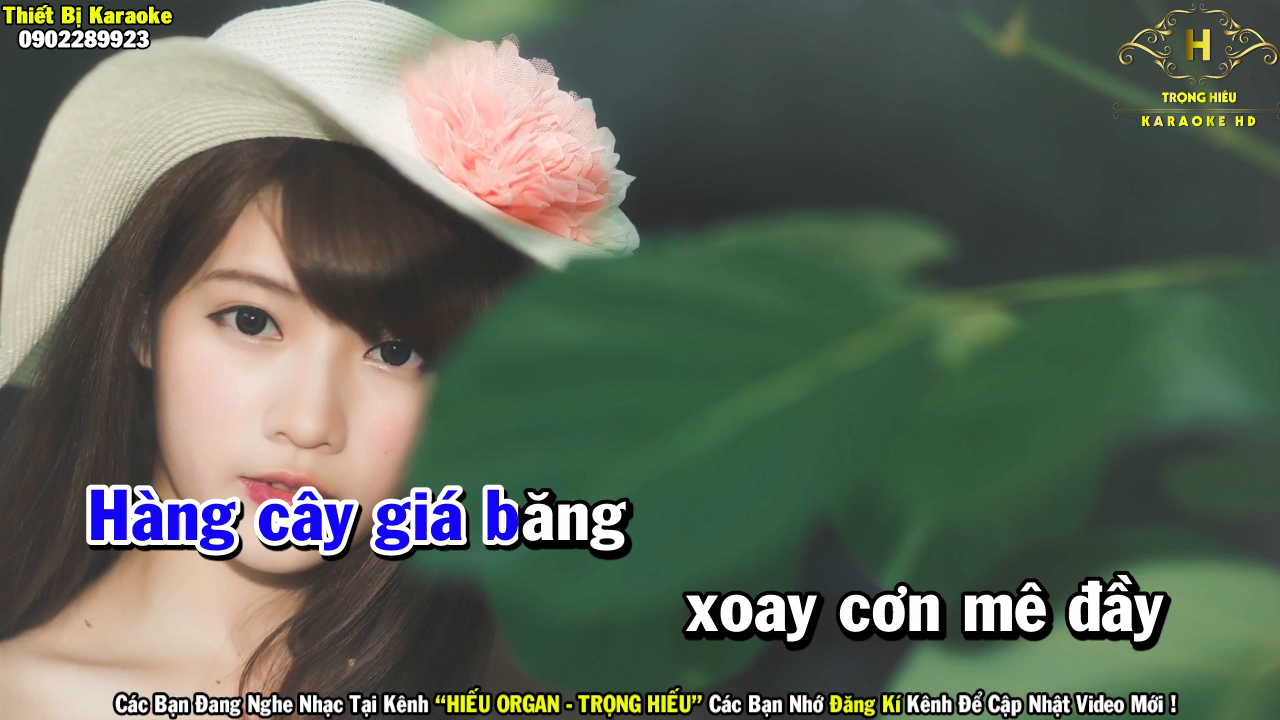 Thiết Bị Karaoke
0902289923
H
TRỌNG HIẾU
KARAOKE HD
Hàng cây giá băng
xoay cơn mê đầy
Các Bạn Đang Nghe Nhạc Tại Kênh “HIẾU ORGAN - TRỌNG HIẾU” Các Bạn Nhớ Đăng Kí Kênh Để Cập Nhật Video Mới !